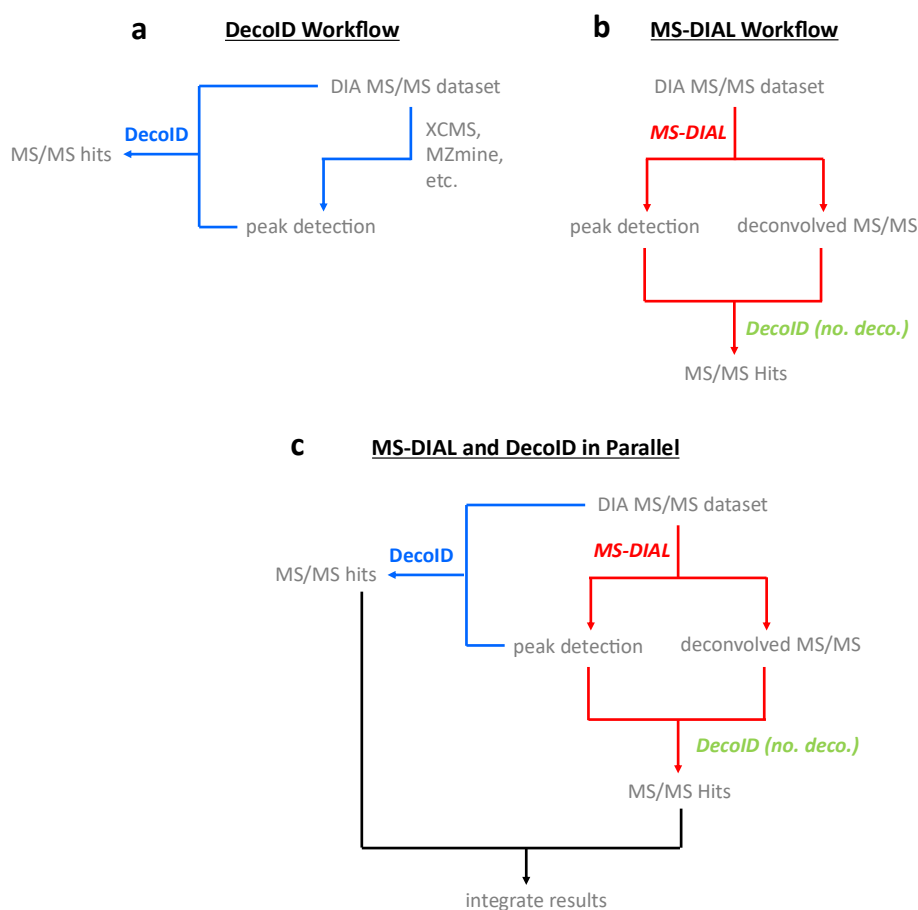 a DecoID Workflow
DIA MS/MS dataset
DecoID
XCMS,
MZmine,
etc.
MS/MS hits
peak detection
b MS-DIAL Workflow
DIA MS/MS dataset
MS-DIAL
peak detection deconvolved MS/MS
DecoID (no. deco.)
MS/MS Hits
c MS-DIAL and DecoID in Parallel
DIA MS/MS dataset
DecoID MS-DIAL
MS/MS hits
peak detection deconvolved MS/MS
DecoID (no. deco.)
MS/MS Hits
integrate results